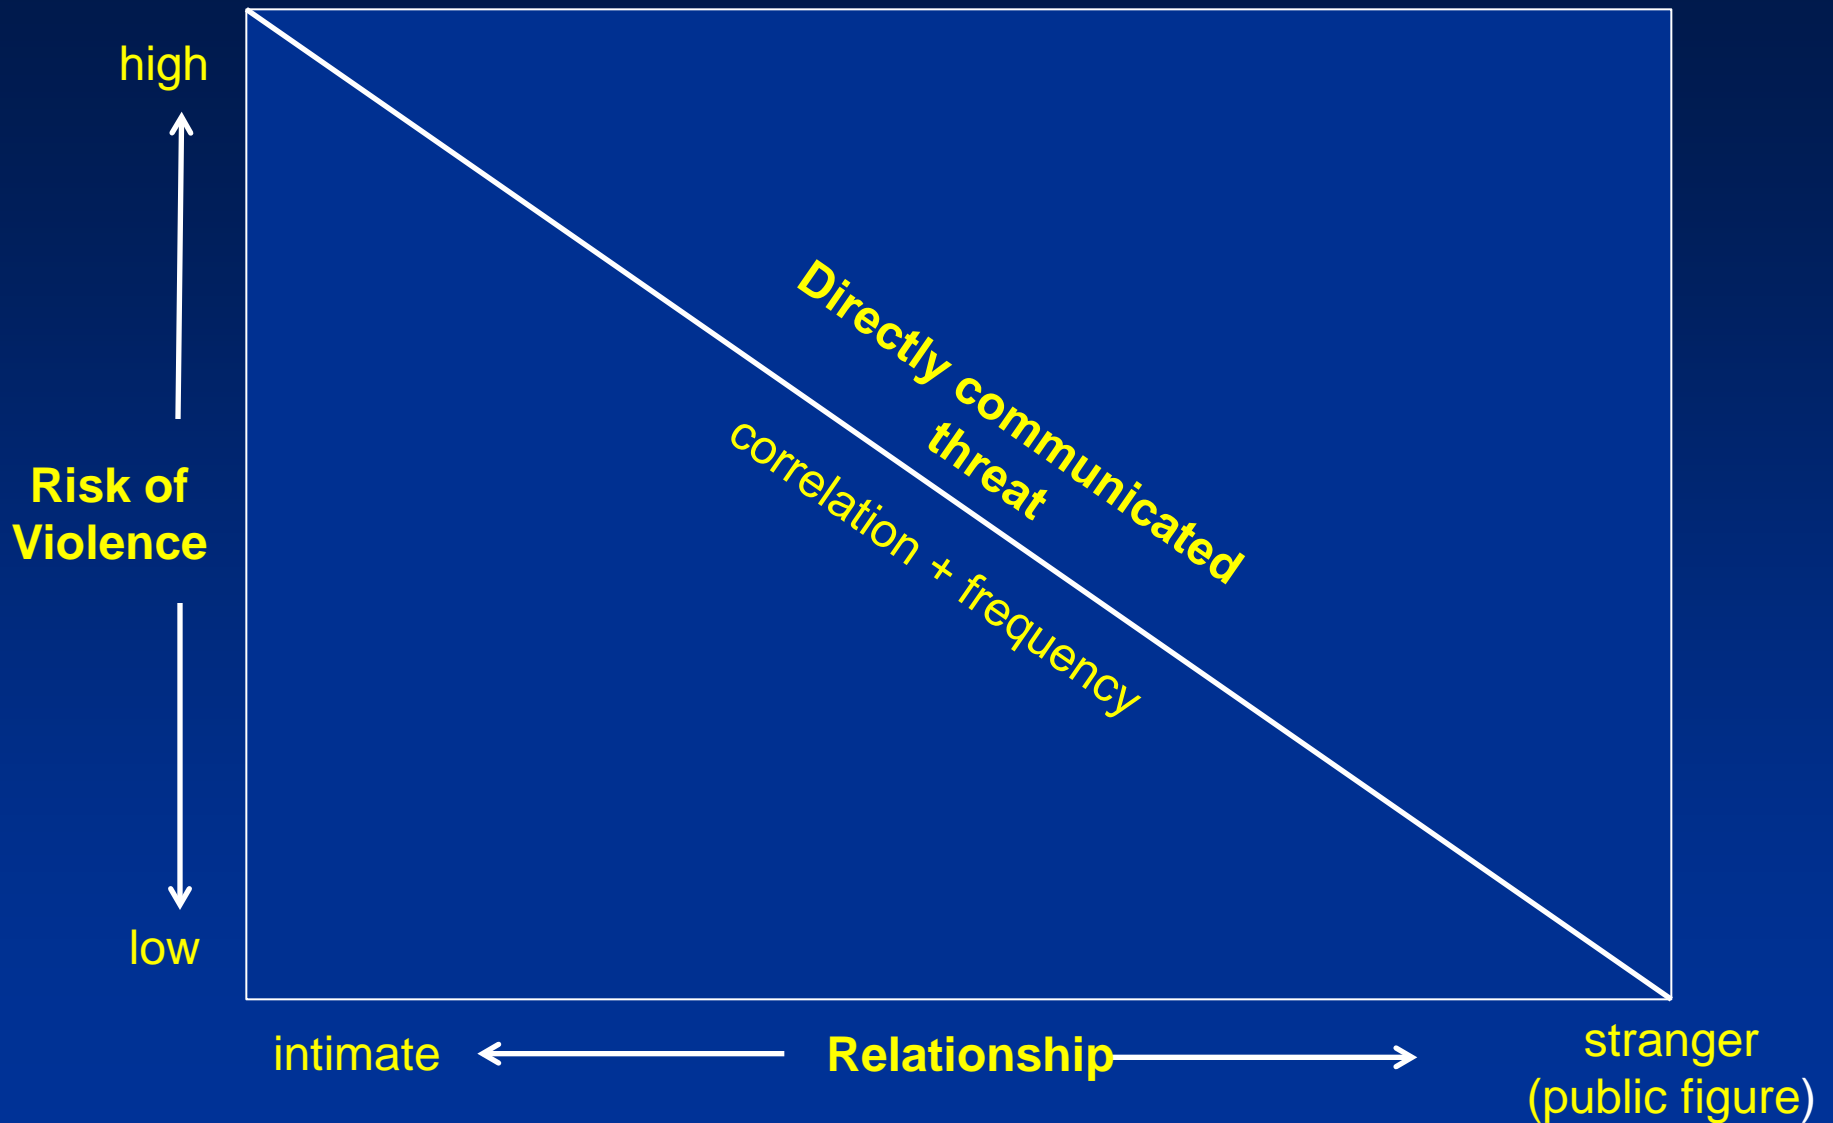 high
Risk of
Violence
low
Directly communicated
threat
correlation + frequency
intimate
Relationship
stranger
(public figure)